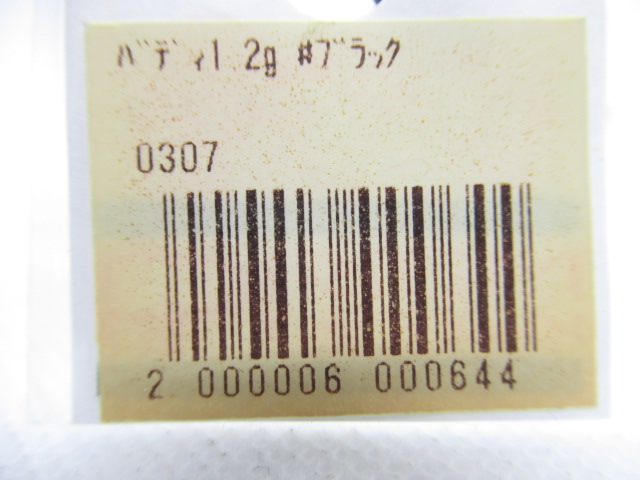 ﾊﾞﾃﾞｨ1.2g #ﾌﾞﾗｯｸ
0307
2 000006 000644